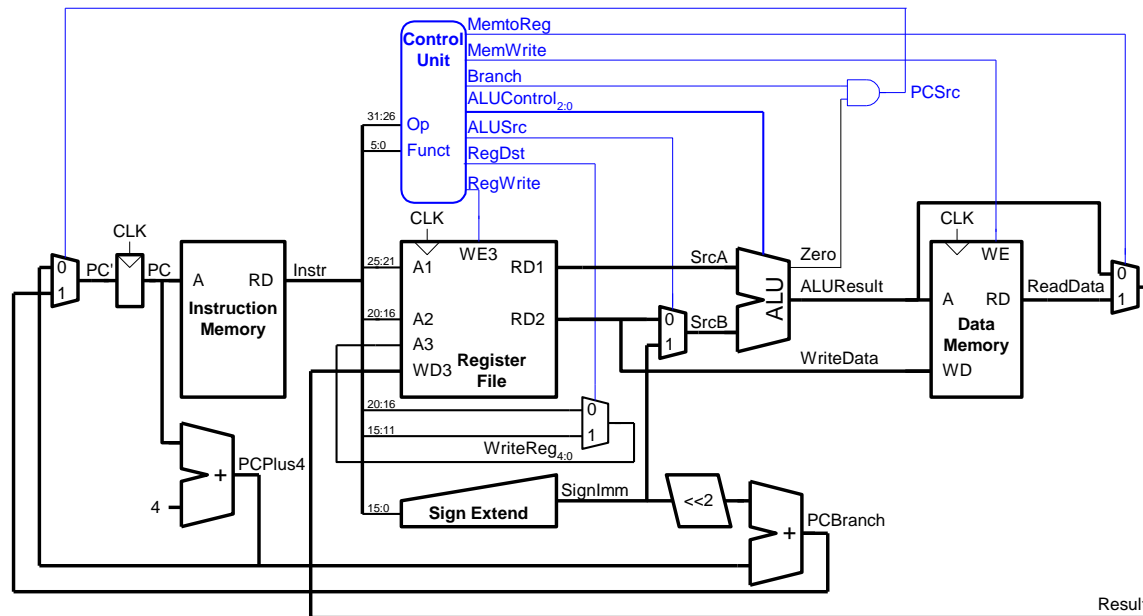 MemtoReg
Control
Unit
MemWrite
Branch
PCSrc
ALUControl2:0
31:26
Op
ALUSrc
5:0
Funct
RegDst
RegWrite
CLK
CLK
CLK
0
1
PC'
PC
A
RD
Instruction
Memory
Instr
25:21
A1
WE3
RD1
SrcA
Zero
WE
0
1
20:16
A2
RD2
0
1
SrcB
ALU
ALUResult
A
RD
ReadData
Data
Memory
A3
Register
File
WD3
WriteData
WD
20:16
0
15:11
1
WriteReg4:0
PCPlus4
+
4
SignImm
15:0
Sign Extend
<<2
+
PCBranch
Result